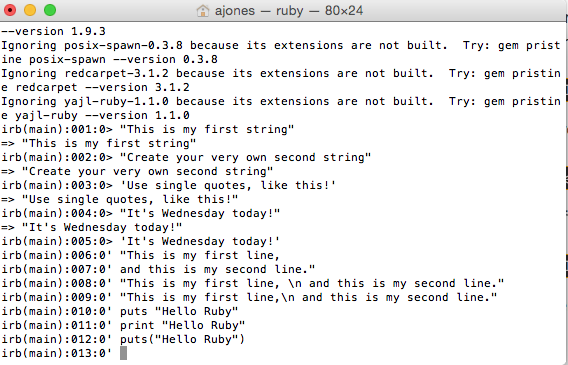 ajones — ruby — 80×24
--version 1.9.3
Ignoring posix-spawn-0.3.8 because its extensions are not built.  Try: gem prist
ine posix-spawn --version 0.3.8
Ignoring redcarpet-3.1.2 because its extensions are not built.  Try: gem pristin
e redcarpet --version 3.1.2
Ignoring yajl-ruby-1.1.0 because its extensions are not built.  Try: gem pristin
e yajl-ruby --version 1.1.0
irb(main):001:0> "This is my first string"
=> "This is my first string"
irb(main):002:0> "Create your very own second string"
=> "Create your very own second string"
irb(main):003:0> 'Use single quotes, like this!'
=> "Use single quotes, like this!"
irb(main):004:0> "It's Wednesday today!"
=> "It's Wednesday today!"
irb(main):005:0> 'It's Wednesday today!'
irb(main):006:0' "This is my first line,
irb(main):007:0' and this is my second line."
irb(main):008:0' "This is my first line, \n and this is my second line."
irb(main):009:0' "This is my first line,\n and this is my second line."
irb(main):010:0' puts "Hello Ruby"
irb(main):011:0' print "Hello Ruby"
irb(main):012:0' puts("Hello Ruby")
irb(main):013:0'